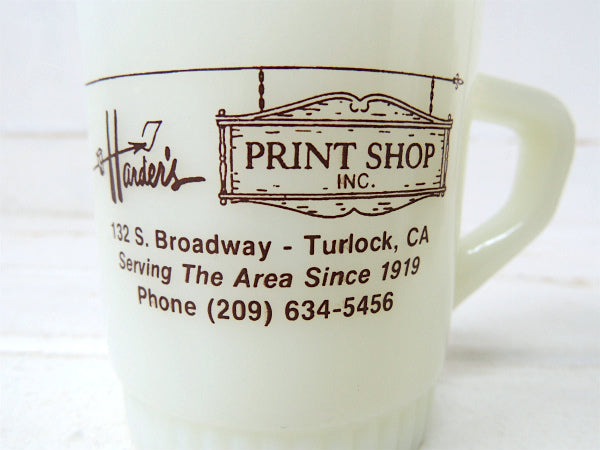 Harder's
PRINT SHOP
INC.
132 S. Broadway - Turlock, CA
Serving The Area Since 1919
Phone (209) 634-5456